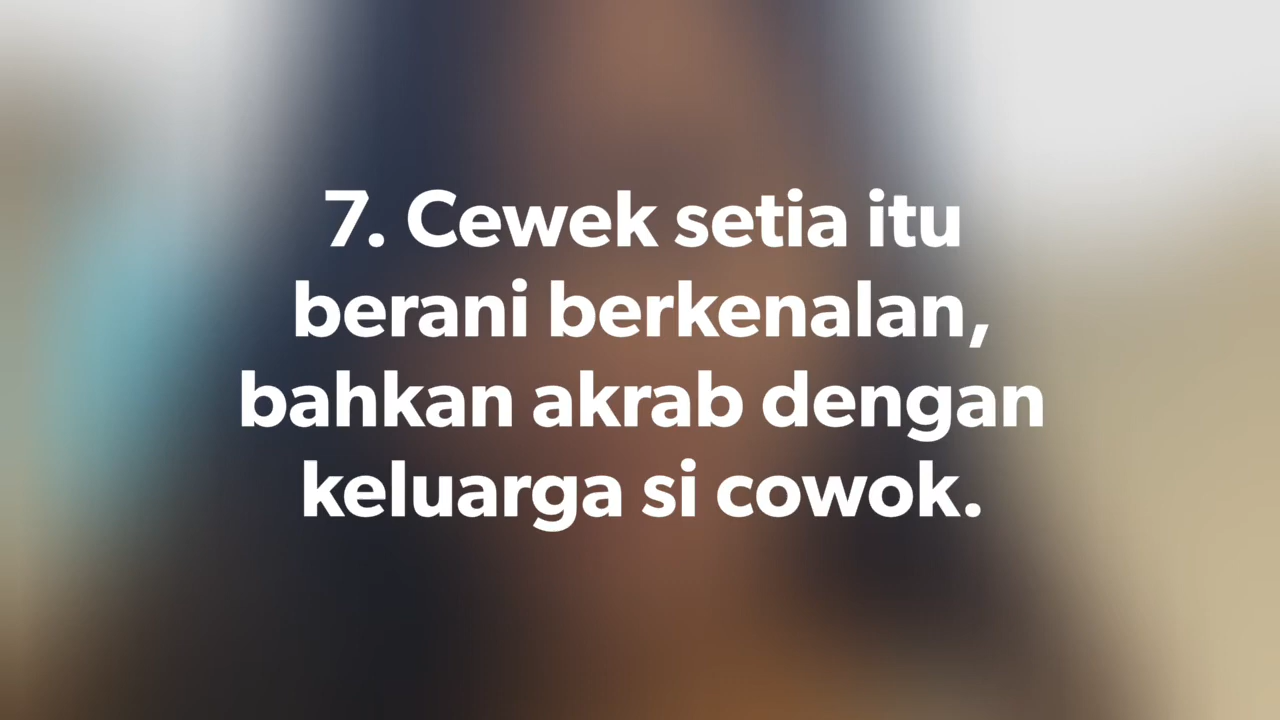 7. Cewek setia itu
berani berkenalan,
bahkan akrab dengan
keluarga si cowok.